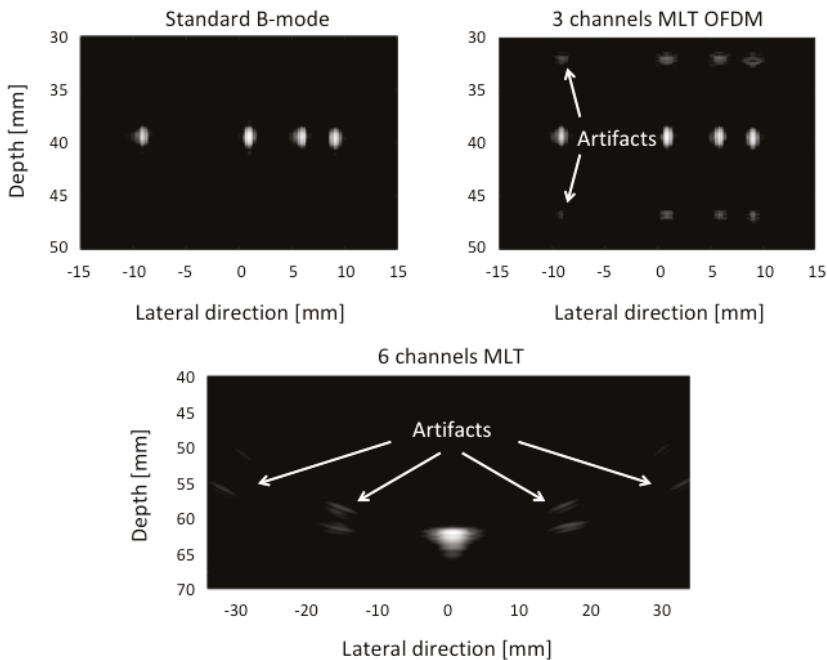 Standard B-mode
30
35
40
45
50
Depth [mm]
-15 -10 -5 0 5 10 15
Lateral direction [mm]
3 channels MLT OFDM
30
35
40
45
50
Artifacts
-15 -10 -5 0 5 10 15
Lateral direction [mm]
6 channels MLT
40
45
50
55
60
65
70
Depth [mm]
Artifacts
-30 -20 -10 0 10 20 30
Lateral direction [mm]